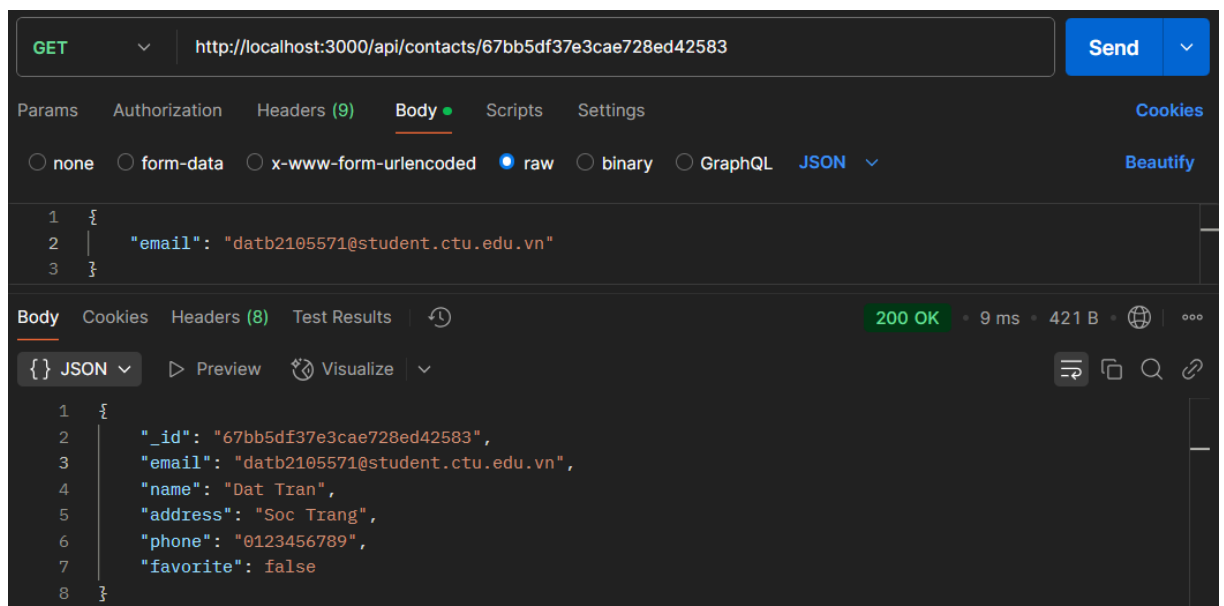 GET http://localhost:3000/api/contacts/67bb5df37e3cae728ed42583 Send
Params Authorization Headers (9) Body Scripts Settings Cookies
none form-data x-www-form-urlencoded raw binary GraphQL JSON Beautify
1 {
2 "email": "datb2105571@student.ctu.edu.vn"
3 }
Body Cookies Headers (8) Test Results 200 OK • 9 ms • 421 B •
{} JSON Preview Visualize
1 {
2 "_id": "67bb5df37e3cae728ed42583",
3 "email": "datb2105571@student.ctu.edu.vn",
4 "name": "Dat Tran",
5 "address": "Soc Trang",
6 "phone": "0123456789",
7 "favorite": false
8 }